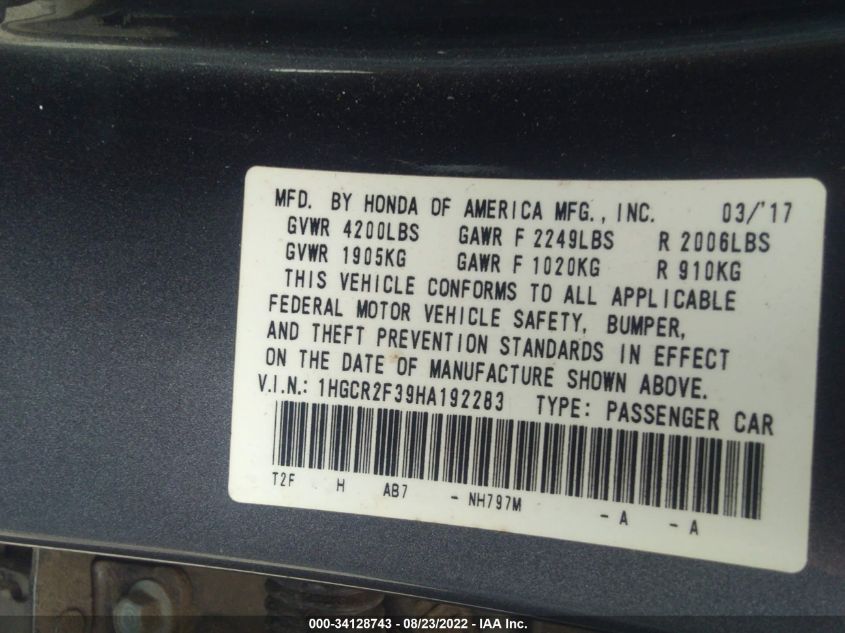 MFD. BY HONDA OF AMERICA MFG., INC. 03/'17
GVWR 4200LBS GAWR F 2249LBS R 2006LBS
GVWR 1905KG GAWR F 1020KG R 910KG
THIS VEHICLE CONFORMS TO ALL APPLICABLE
FEDERAL MOTOR VEHICLE SAFETY, BUMPER,
AND THEFT PREVENTION STANDARDS IN EFFECT
ON THE DATE OF MANUFACTURE SHOWN ABOVE.
V.I.N.: 1HGCR2F39HA192283 TYPE: PASSENGER CAR
T2F H AB7 - NH797M - A - A
000-34128743 - 08/23/2022 - IAA Inc.